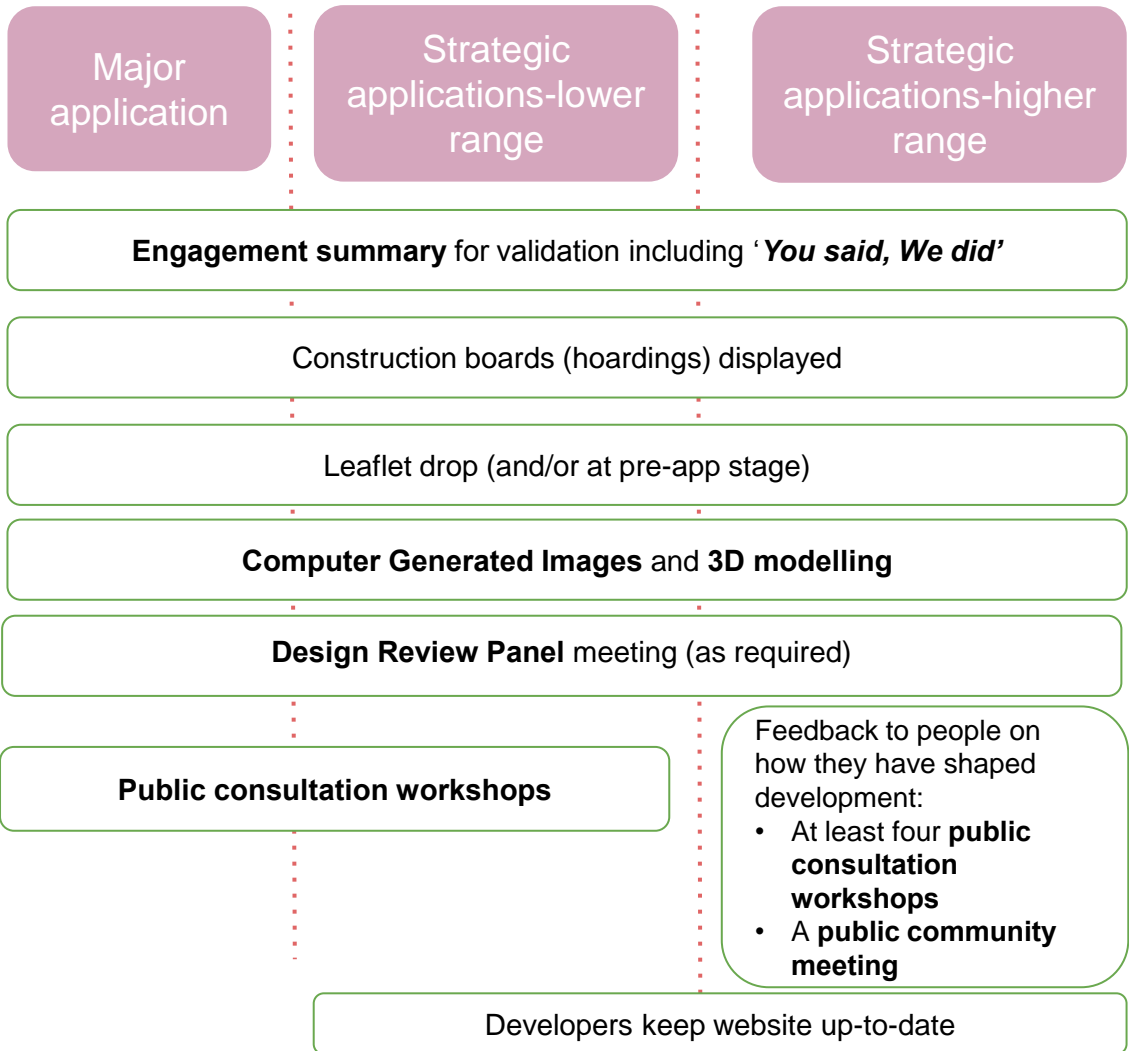 Major
application
Strategic
applications-lower
range
Strategic
applications-higher
range
Engagement summary for validation including ‘You said, We did’
Construction boards (hoardings) displayed
Leaflet drop (and/or at pre-app stage)
Computer Generated Images and 3D modelling
Design Review Panel meeting (as required)
Public consultation workshops
Feedback to people on
how they have shaped
development:
• At least four public
consultation
workshops
• A public community
meeting
Developers keep website up-to-date